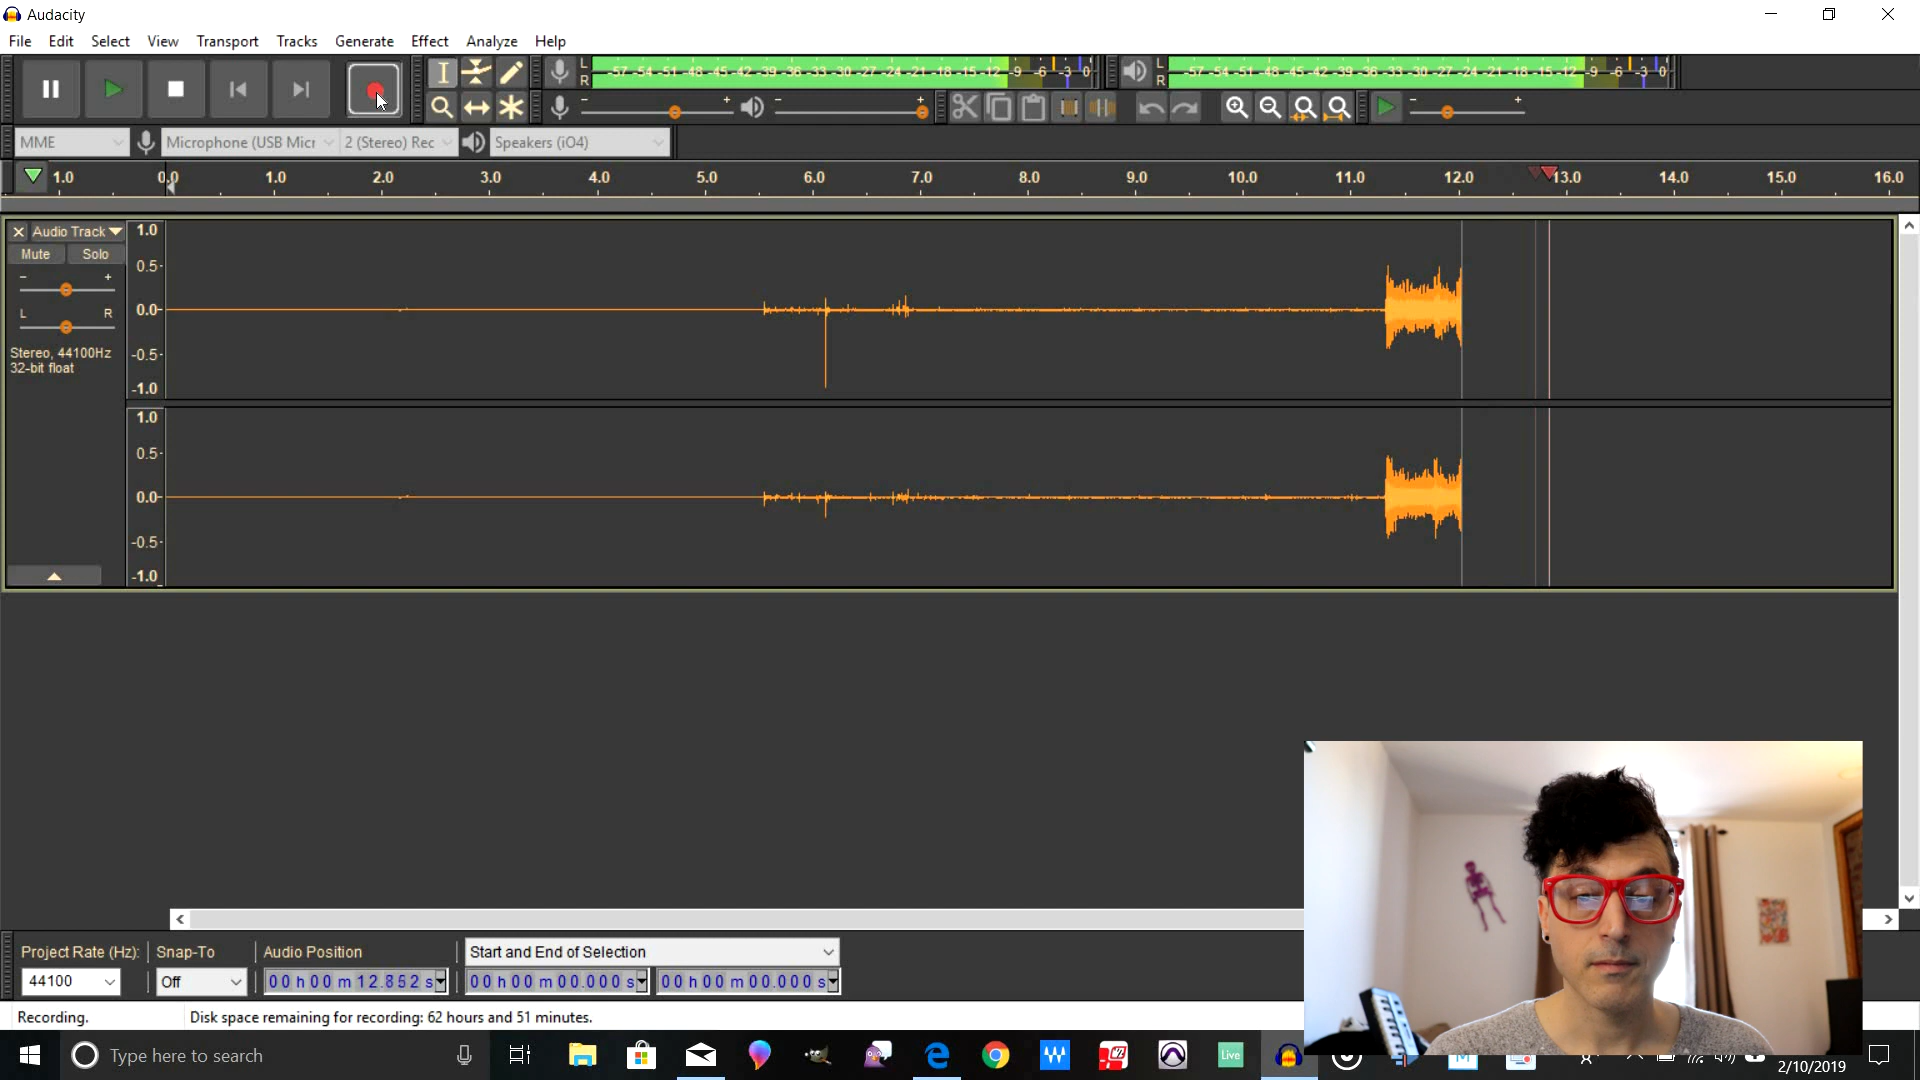 Audacity
File Edit Select View Transport Tracks Generate Effect Analyze Help
L -57 -54 -51 -48 -45 -42 -39 -36 -33 -30 -27 -24 -21 -18 -15 -12 -9 -6 -3 0
R
L -57 -54 -51 -48 -45 -42 -39 -36 -33 -30 -27 -24 -21 -18 -15 -12 -9 -6 -3 0
R
MME Microphone (USB Micr 2 (Stereo) Rec Speakers (iO4)
1.0 0.0 1.0 2.0 3.0 4.0 5.0 6.0 7.0 8.0 9.0 10.0 11.0 12.0 13.0 14.0 15.0 16.0
Audio Track
Mute Solo
- +
L R
Stereo, 44100Hz
32-bit float
1.0
0.5-
0.0-
-0.5-
-1.0
1.0
0.5-
0.0-
-0.5-
-1.0
Project Rate (Hz): Snap-To Audio Position Start and End of Selection
44100 Off 00 h 00 m 12.852 s 00 h 00 m 00.000 s 00 h 00 m 00.000 s
Recording. Disk space remaining for recording: 62 hours and 51 minutes.
Type here to search
W
Live
2/10/2019